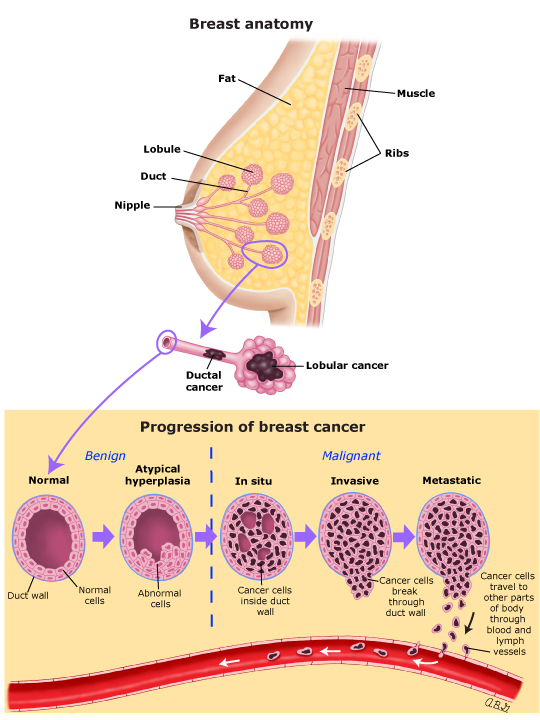 Breast anatomy
Fat
Muscle
Lobule
Ribs
Duct
Nipple
Ductal
cancer
Lobular cancer
Progression of breast cancer
Benign
Malignant
Normal
Atypical
hyperplasia
In situ
Invasive
Metastatic
Duct wall
Normal
cells
Abnormal
cells
Cancer cells
inside duct
wall
Cancer cells
break
through
duct wall
Cancer cells
travel to
other parts
of body
through
blood and
lymph
vessels